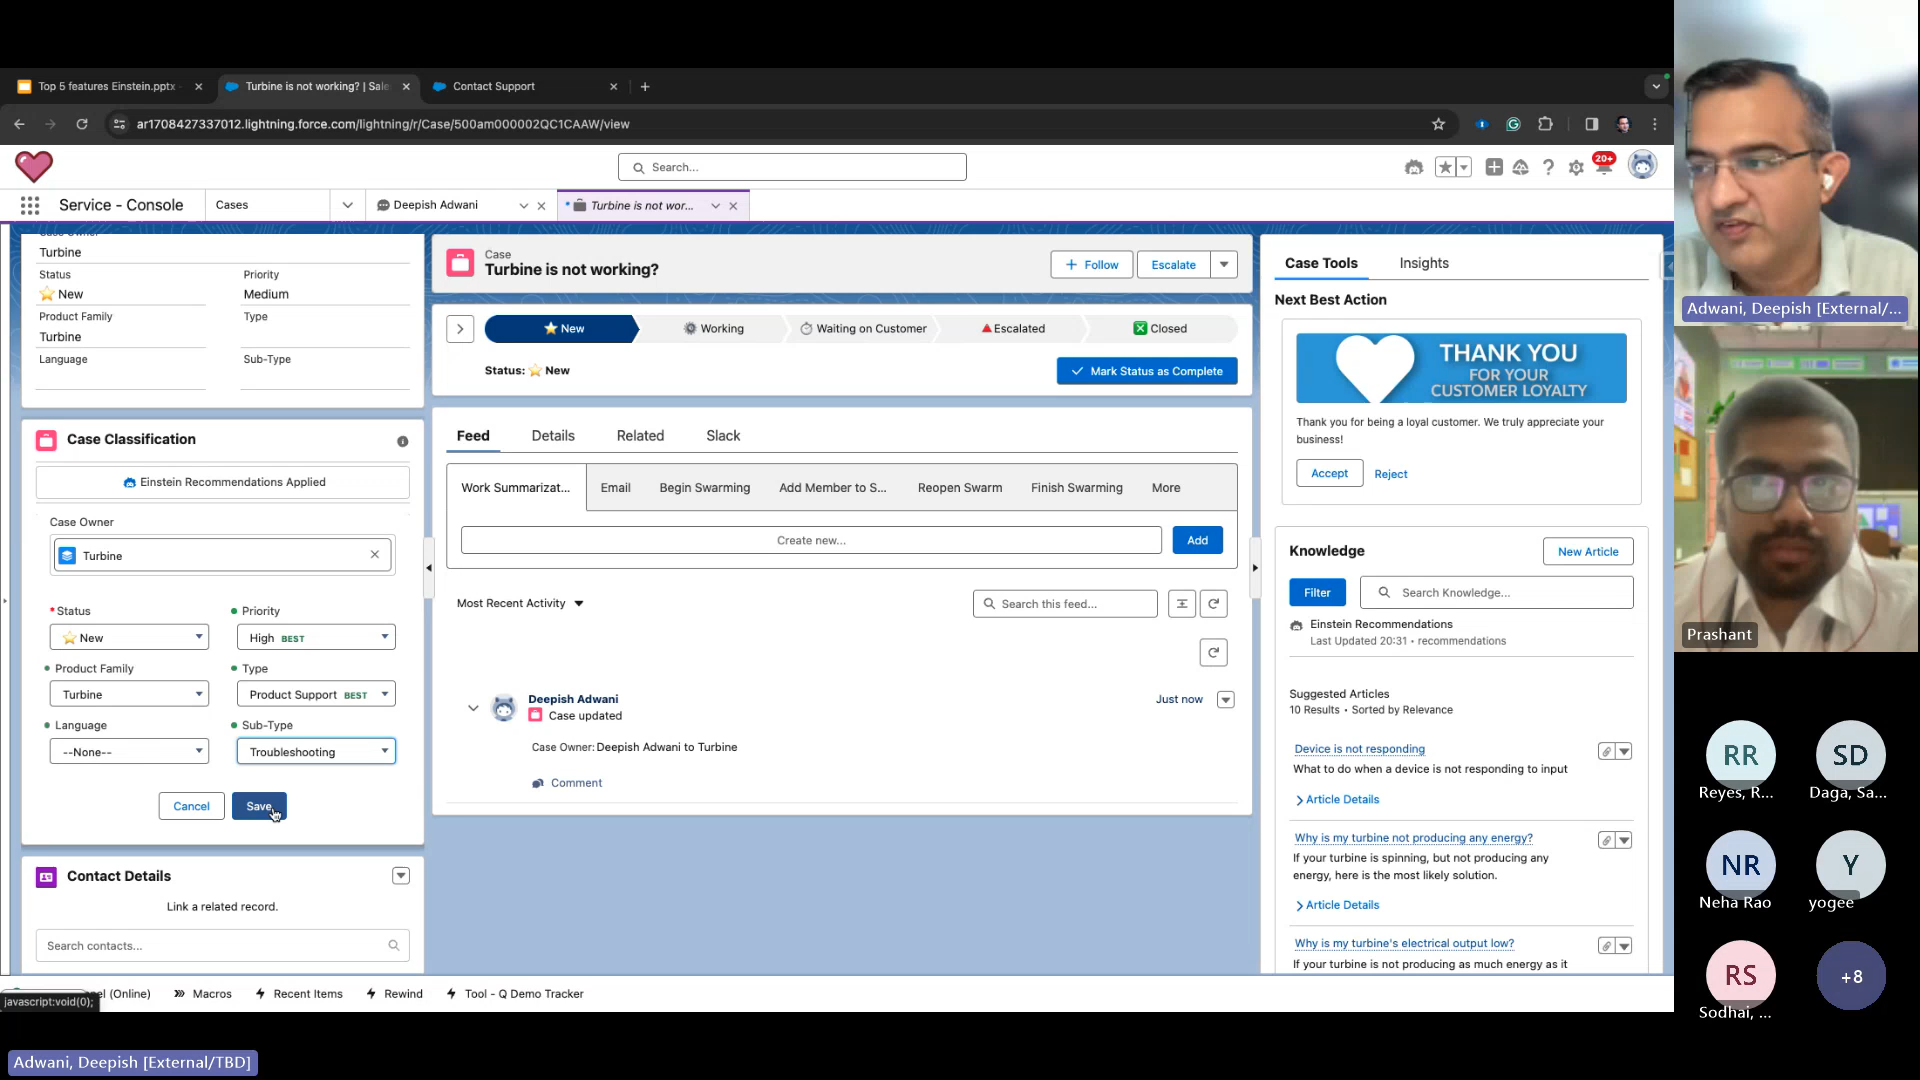 Top 5 features Einstein.pptx
Turbine is not working? | Sale
Contact Support
ar1708427337012.lightning.force.com/lightning/r/Case/500am000002QC1CAAW/view
Search...
20+
Service - Console
Cases
Deepish Adwani
* Turbine is not wor...
Turbine
Status
Priority
New
Medium
Product Family
Type
Turbine
Language
Sub-Type
Case Classification
Einstein Recommendations Applied
Case Owner
Turbine
*Status
Priority
New
High BEST
Product Family
Type
Turbine
Product Support BEST
Language
Sub-Type
--None--
Troubleshooting
Cancel
Save
Contact Details
Link a related record.
Search contacts...
Case
Turbine is not working?
+ Follow
Escalate
New
Working
Waiting on Customer
Escalated
Closed
Status: New
Mark Status as Complete
Feed
Details
Related
Slack
Work Summarizat...
Email
Begin Swarming
Add Member to S...
Reopen Swarm
Finish Swarming
More
Create new...
Add
Most Recent Activity
Search this feed...
Deepish Adwani
Just now
Case updated
Case Owner: Deepish Adwani to Turbine
Comment
Case Tools
Insights
Next Best Action
THANK YOU
FOR YOUR
CUSTOMER LOYALTY
Thank you for being a loyal customer. We truly appreciate your
business!
Accept
Reject
Knowledge
New Article
Filter
Search Knowledge...
Einstein Recommendations
Last Updated 20:31 • recommendations
Suggested Articles
10 Results • Sorted by Relevance
Device is not responding
What to do when a device is not responding to input
Article Details
Why is my turbine not producing any energy?
If your turbine is spinning, but not producing any
energy, here is the most likely solution.
Article Details
Why is my turbine's electrical output low?
If your turbine is not producing as much energy as it
(Online)
Macros
Recent Items
Rewind
Tool - Q Demo Tracker
javascript:void(0);
Adwani, Deepish [External/TBD]
Adwani, Deepish [External/...
Prashant
RR
Reyes, R...
SD
Daga, Sa...
NR
Neha Rao
Y
yogee
RS
Sodhai, ...
+8